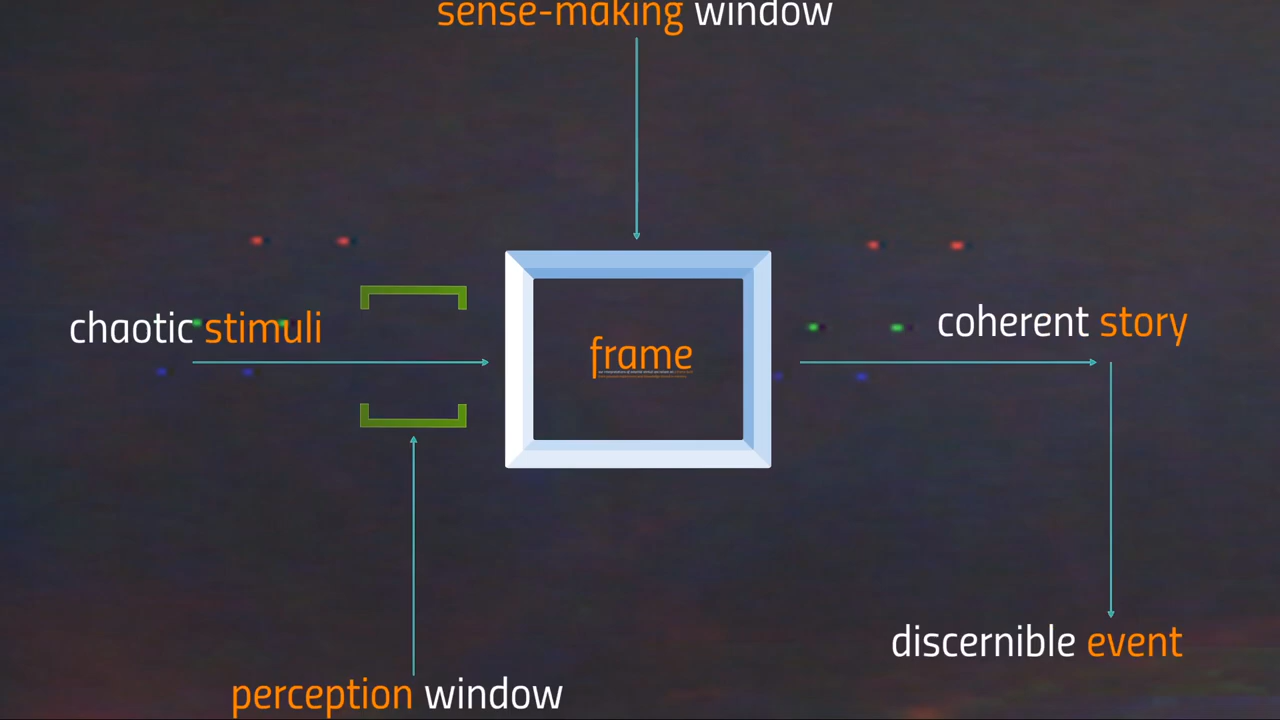 sense-making window
chaotic stimuli
coherent story
frame
discernible event
perception window